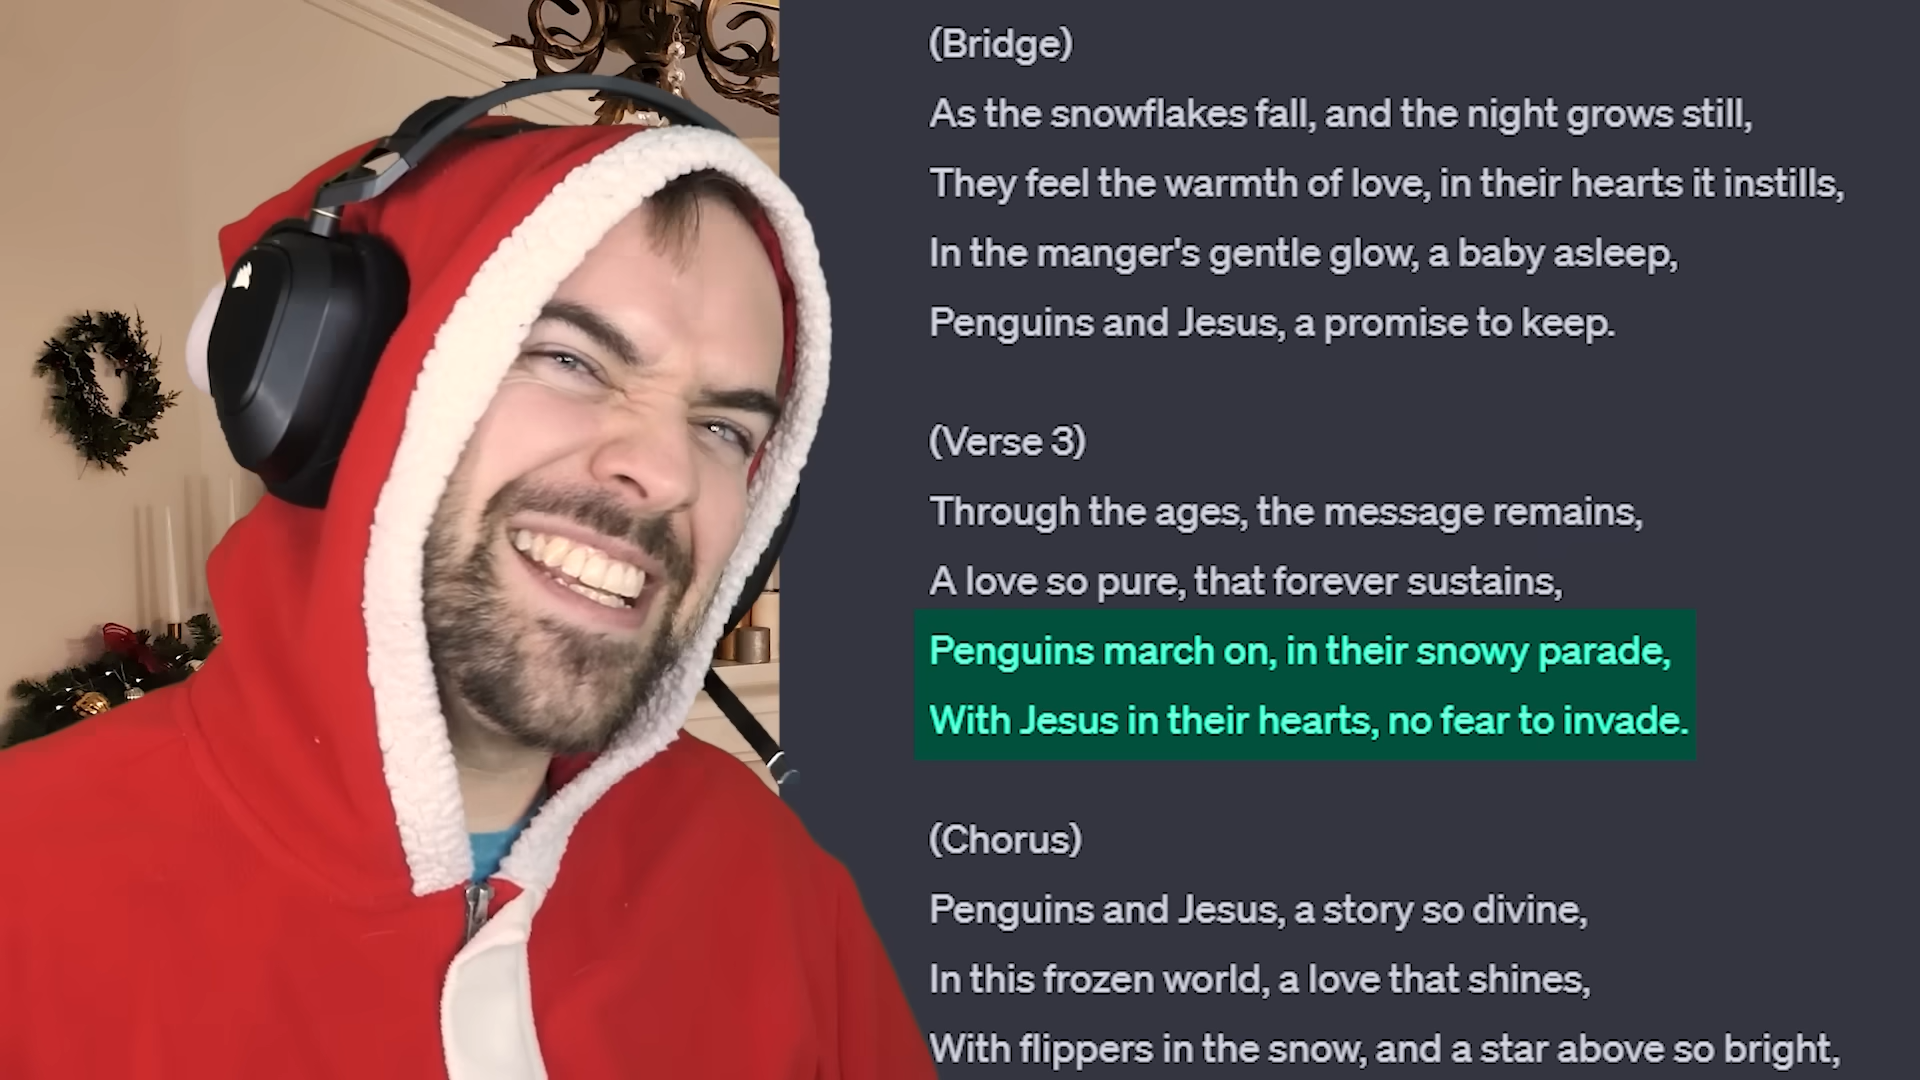 (Bridge)
As the snowflakes fall, and the night grows still,
They feel the warmth of love, in their hearts it instills,
In the manger's gentle glow, a baby asleep,
Penguins and Jesus, a promise to keep.
(Verse 3)
Through the ages, the message remains,
A love so pure, that forever sustains,
Penguins march on, in their snowy parade,
With Jesus in their hearts, no fear to invade.
(Chorus)
Penguins and Jesus, a story so divine,
In this frozen world, a love that shines,
With flippers in the snow, and a star above so bright,